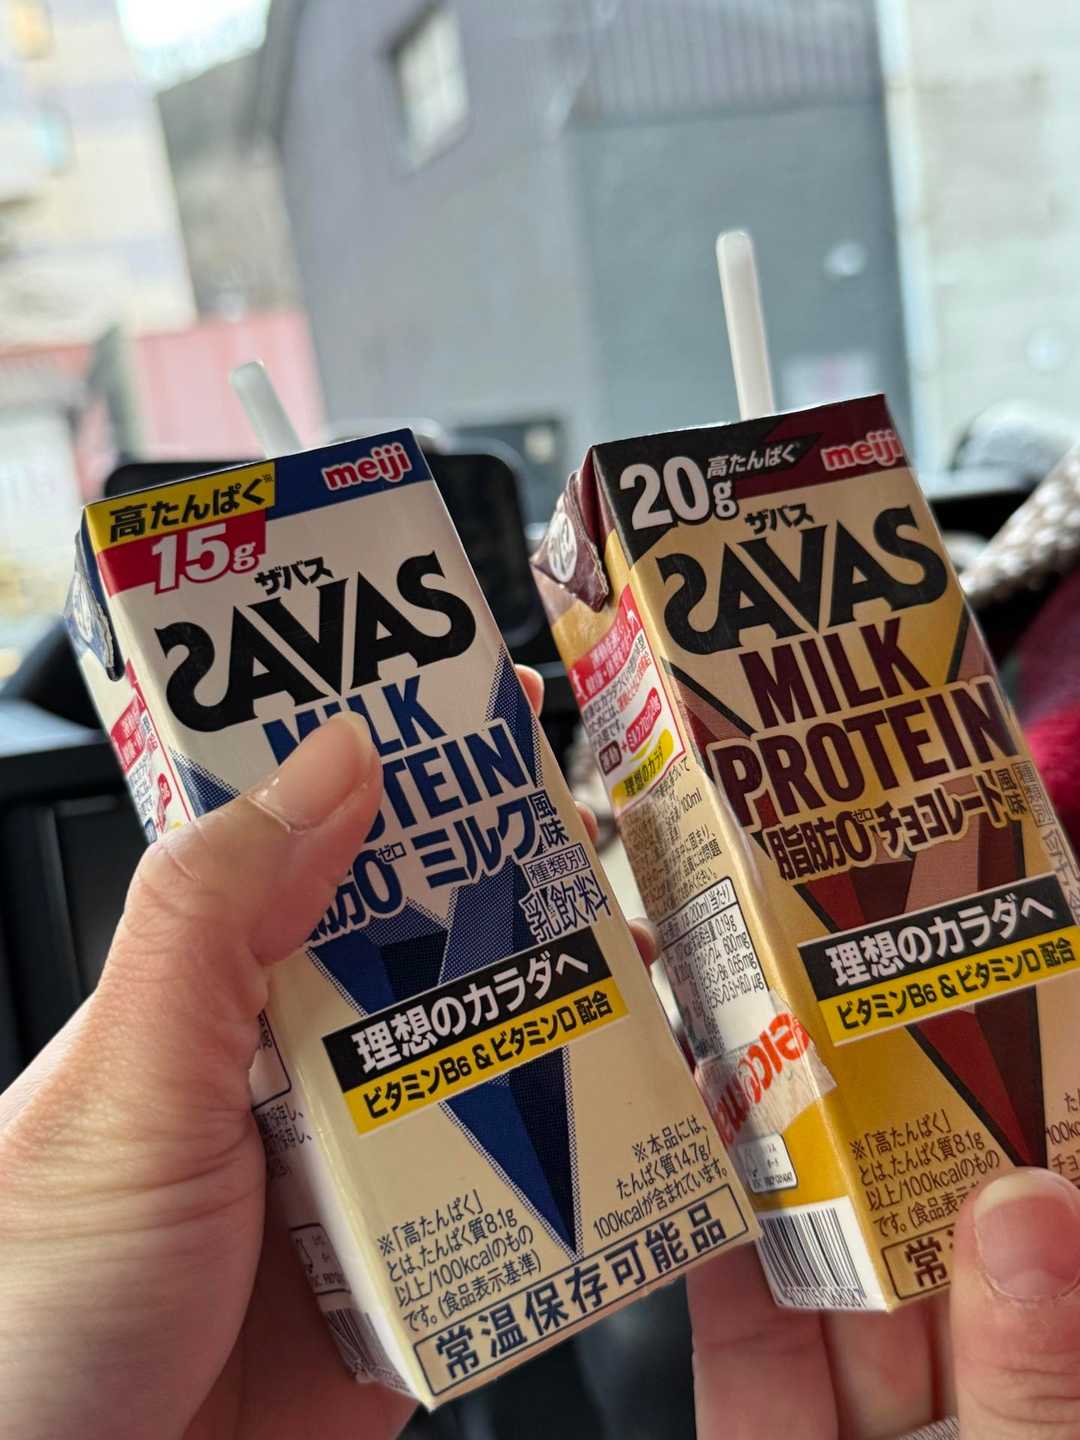 高たんぱく※
15g
meiji
ザバス
SAVAS
MILK
PROTEIN
肪0ゼロ ミルク風味
種類別
乳飲料
理想のカラダへ
ビタミンB6 & ビタミンD 配合
※本品には、
たんぱく質14.7g/
100kcalが含まれています。
※「高たんぱく」
とは、たんぱく質8.1g
以上/100kcalのもの
です。(食品表示基準)
常温保存可能品
20g
高たんぱく※
meiji
ザバス
SAVAS
MILK
PROTEIN
脂肪0ゼロ チョコレート風味
種類別
理想のカラダへ
ビタミンB6 & ビタミンD 配合
※「高たんぱく」
とは、たんぱく質8.1g
以上/100kcalのもの
です。(食品表示
常
理想のカラダ